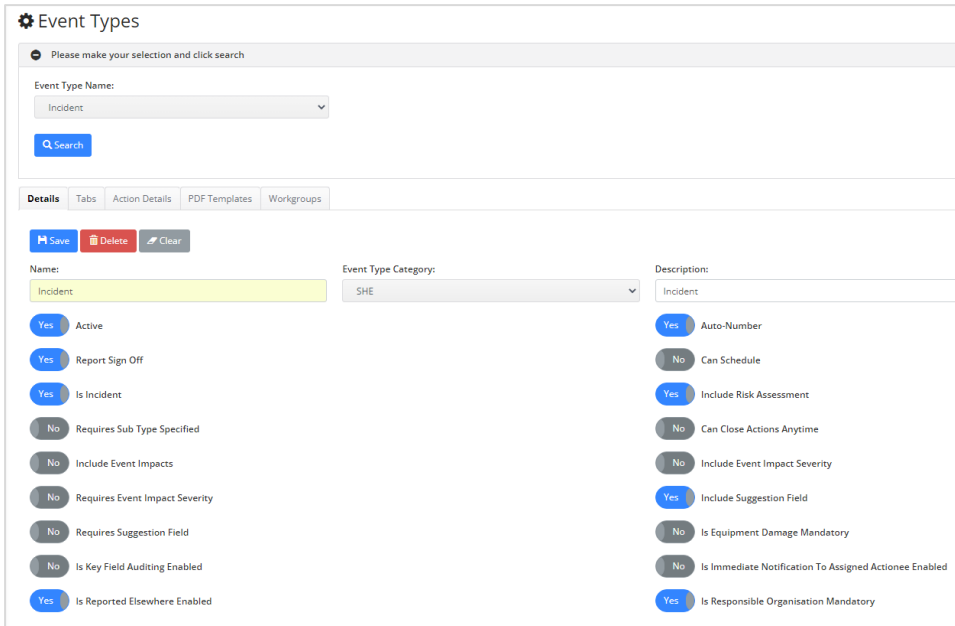 Event Types
Please make your selection and click search
Event Type Name:
Incident
Search
Details Tabs Action Details PDF Templates Workgroups
Save Delete Clear
Name: Event Type Category: Description:
Incident SHE Incident
Yes Active Yes Auto-Number
Yes Report Sign Off No Can Schedule
Yes Is Incident Yes Include Risk Assessment
No Requires Sub Type Specified No Can Close Actions Anytime
No Include Event Impacts No Include Event Impact Severity
No Requires Event Impact Severity Yes Include Suggestion Field
No Requires Suggestion Field No Is Equipment Damage Mandatory
No Is Key Field Auditing Enabled No Is Immediate Notification To Assigned Actionee Enabled
Yes Is Reported Elsewhere Enabled Yes Is Responsible Organisation Mandatory